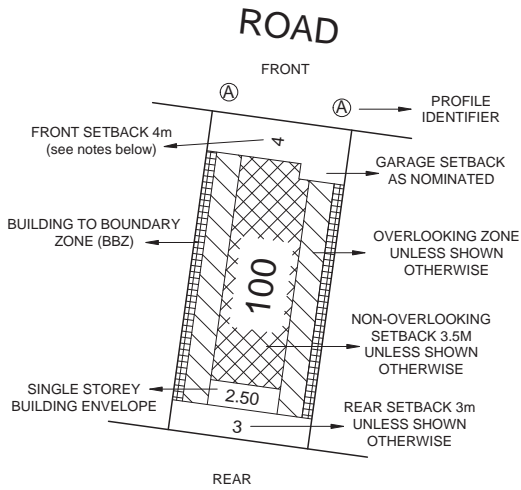 ROAD
FRONT
A
A
PROFILE
IDENTIFIER
FRONT SETBACK 4m
(see notes below)
4
GARAGE SETBACK
AS NOMINATED
BUILDING TO BOUNDARY
ZONE (BBZ)
OVERLOOKING ZONE
UNLESS SHOWN
OTHERWISE
100
NON-OVERLOOKING
SETBACK 3.5M
UNLESS SHOWN
OTHERWISE
SINGLE STOREY
BUILDING ENVELOPE
2.50
REAR SETBACK 3m
UNLESS SHOWN
OTHERWISE
3
REAR